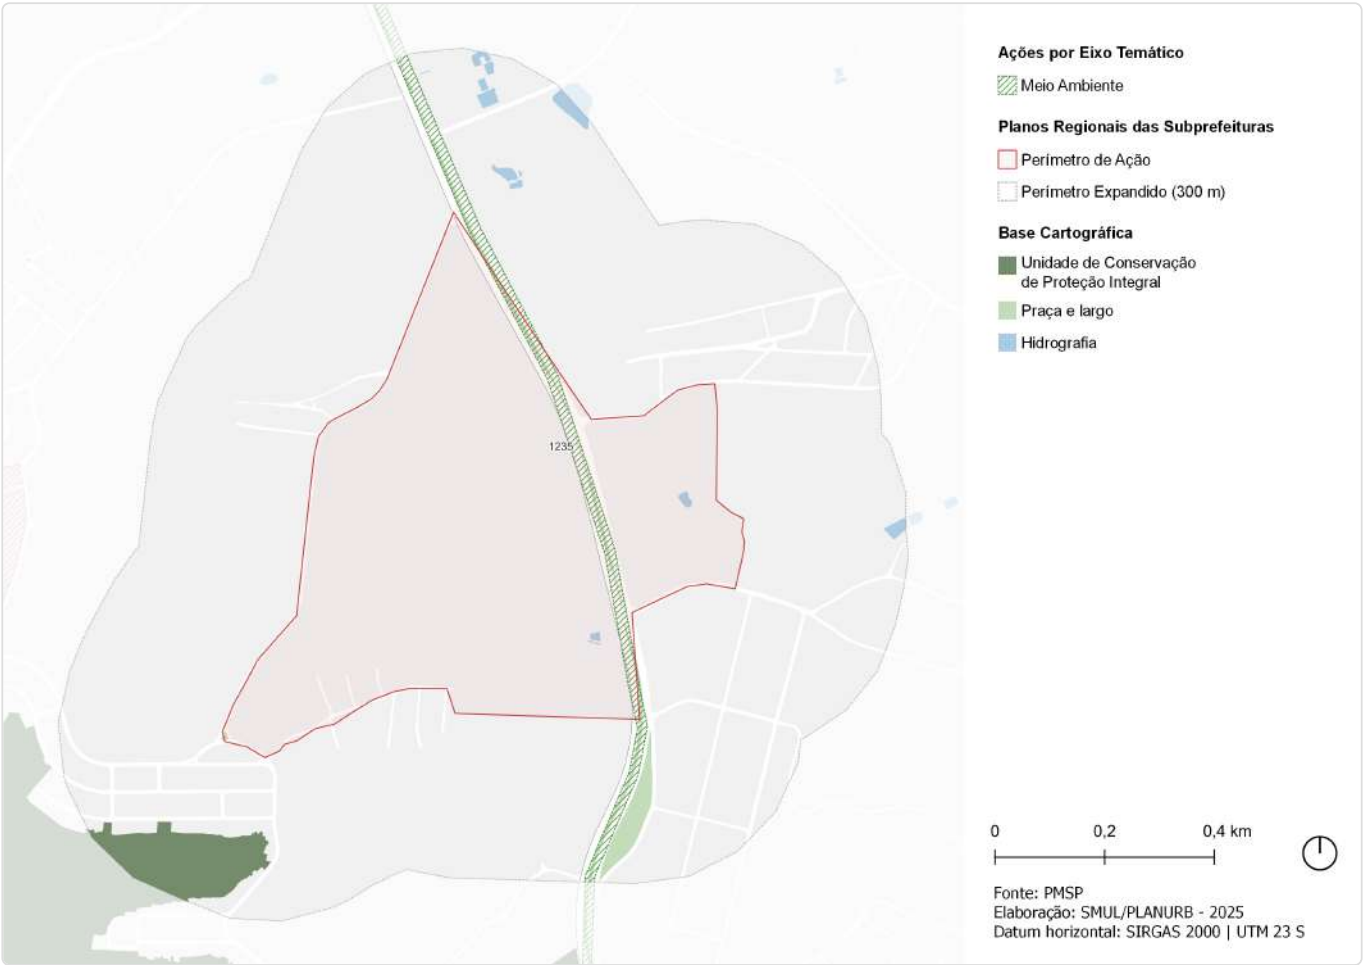 Ações por Eixo Temático
Meio Ambiente
Planos Regionais das Subprefeituras
Perímetro de Ação
Perímetro Expandido (300 m)
Base Cartográfica
Unidade de Conservação
de Proteção Integral
Praça e largo
Hidrografia
1235
0 0,2 0,4 km
Fonte: PMSP
Elaboração: SMUL/PLANURB - 2025
Datum horizontal: SIRGAS 2000 | UTM 23 S